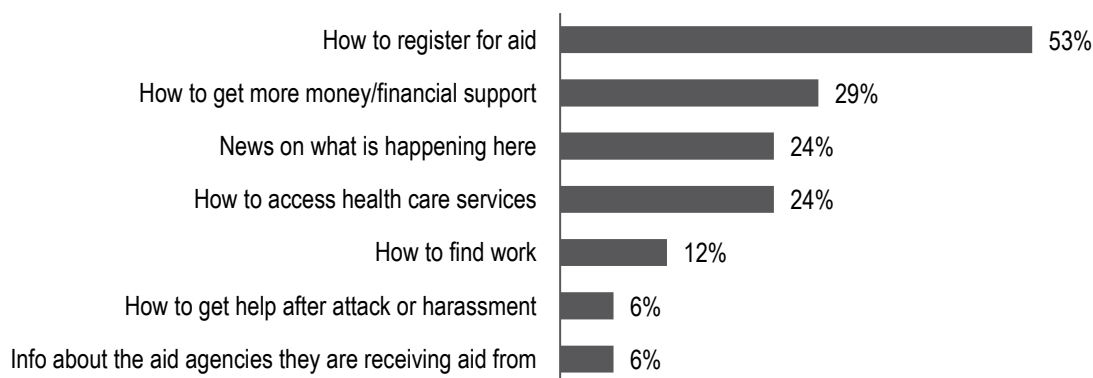 How to register for aid 53%
How to get more money/financial support 29%
News on what is happening here 24%
How to access health care services 24%
How to find work 12%
How to get help after attack or harassment 6%
Info about the aid agencies they are receiving aid from 6%